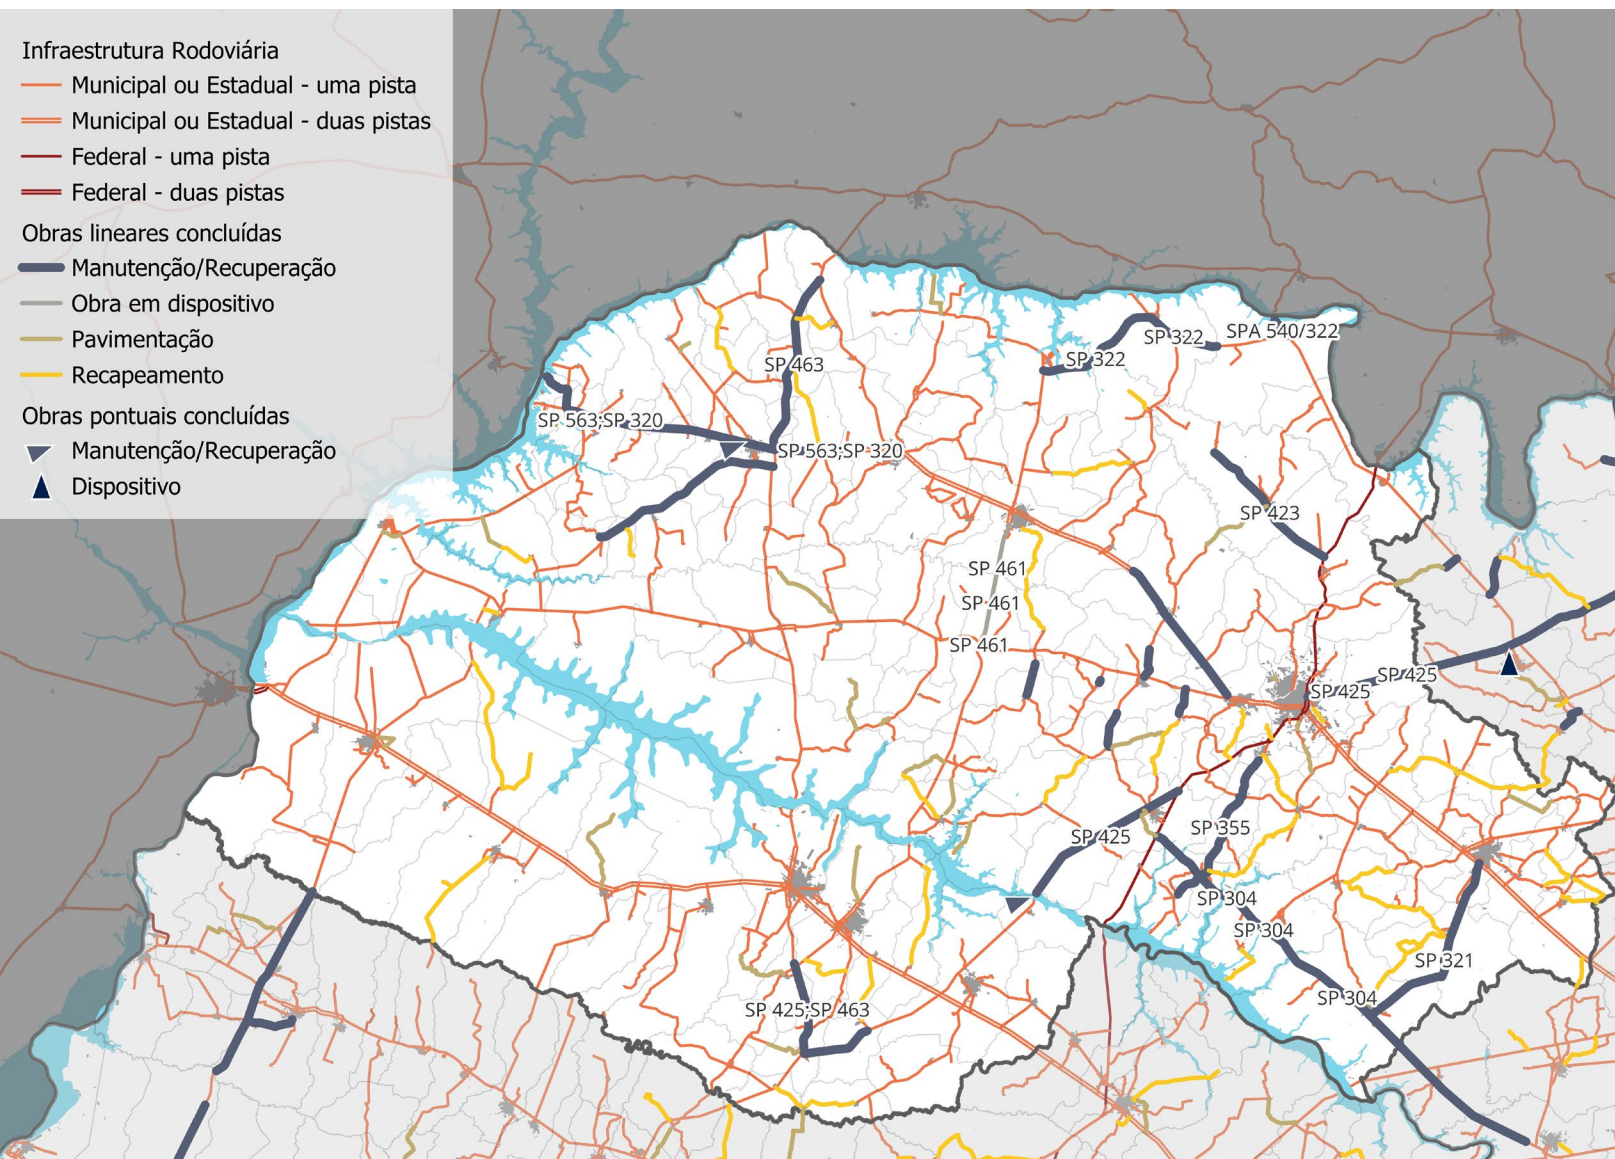 Infraestrutura Rodoviária
Municipal ou Estadual - uma pista
Municipal ou Estadual - duas pistas
Federal - uma pista
Federal - duas pistas
Obras lineares concluídas
Manutenção/Recuperação
Obra em dispositivo
Pavimentação
Recapeamento
Obras pontuais concluídas
Manutenção/Recuperação
Dispositivo
SP 322
SPA 540/322
SP 322
SP 463
SP 563;SP 320
SP 563;SP 320
SP 423
SP 461
SP 461
SP 461
SP 425
SP 425
SP 425
SP 355
SP 304
SP 304
SP 321
SP 304
SP 425;SP 463